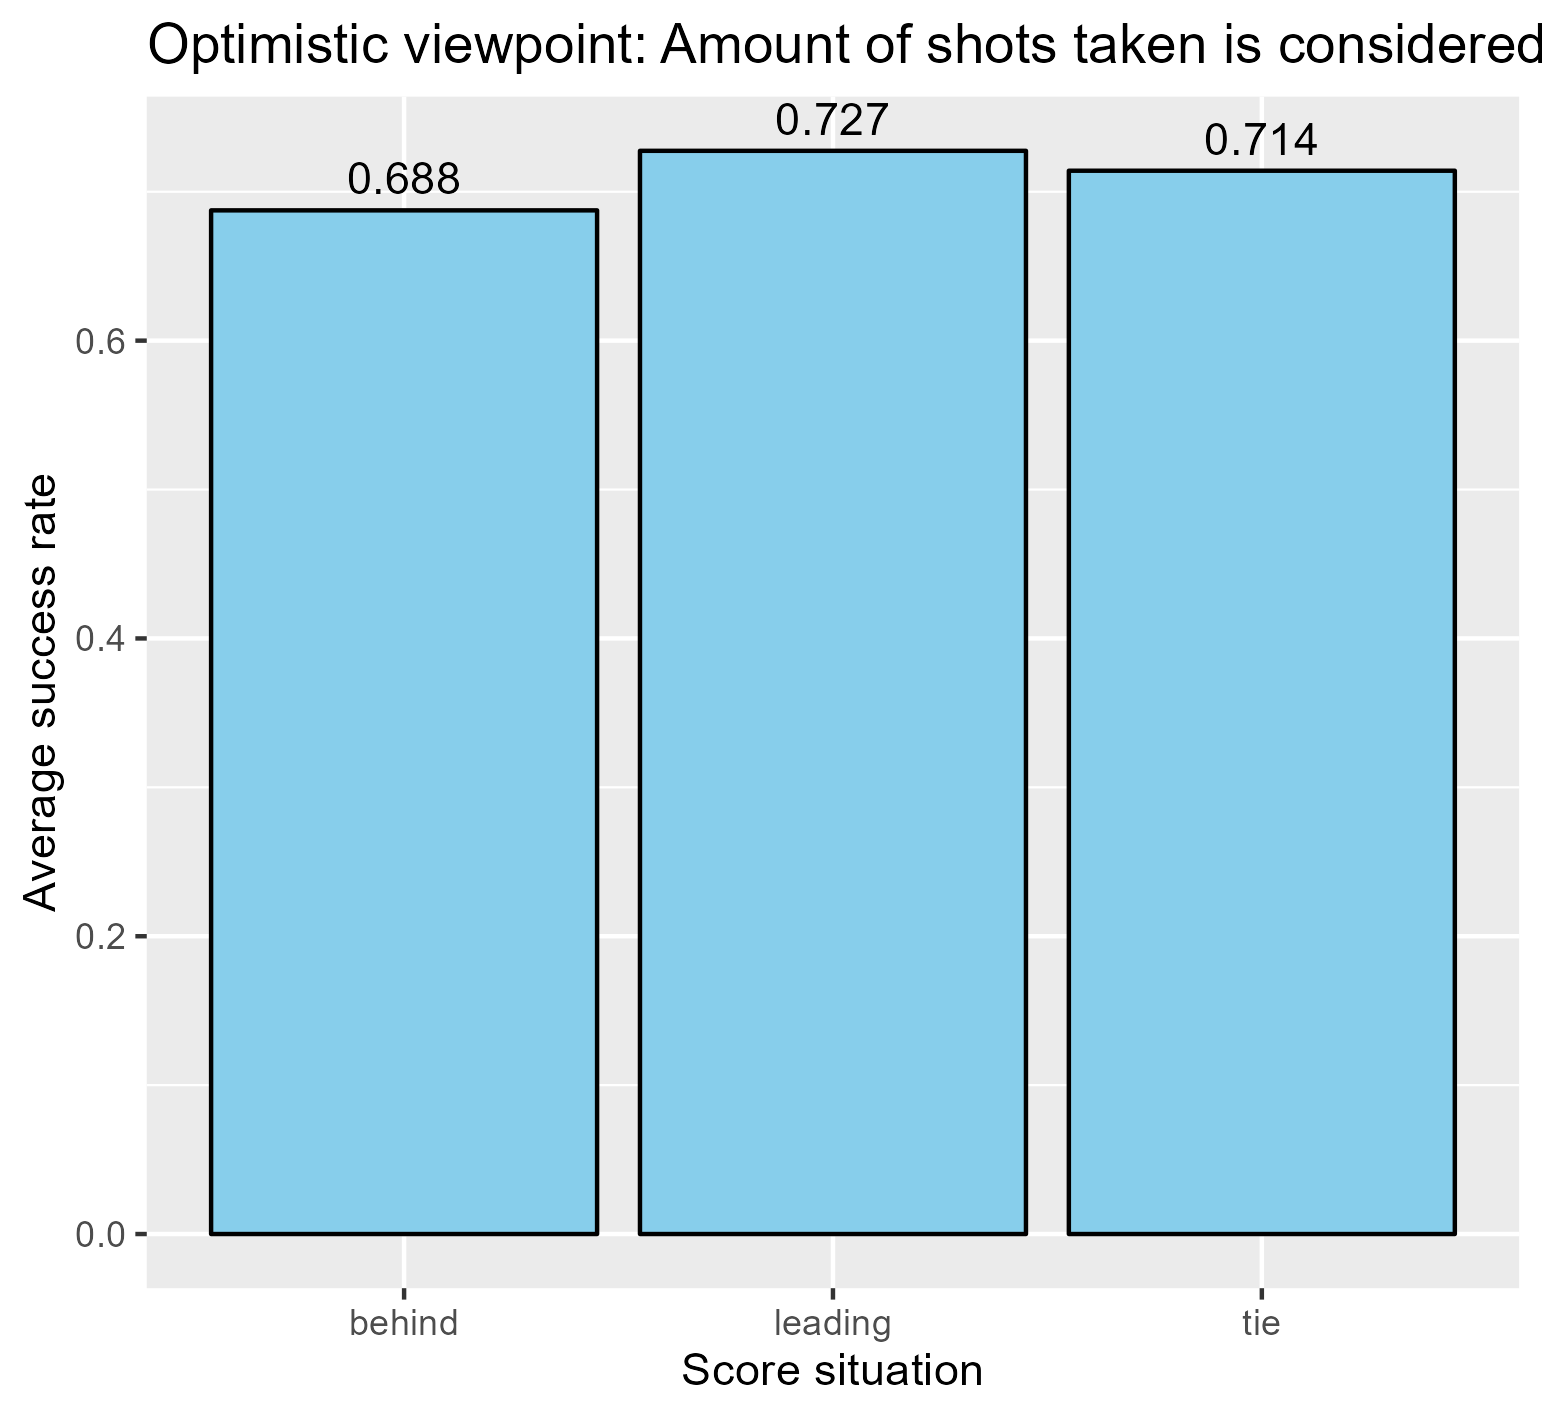 Optimistic viewpoint: Amount of shots taken is considered
0.727
0.714
0.688
0.6
0.4
0.2
0.0
Average success rate
behind
leading
tie
Score situation